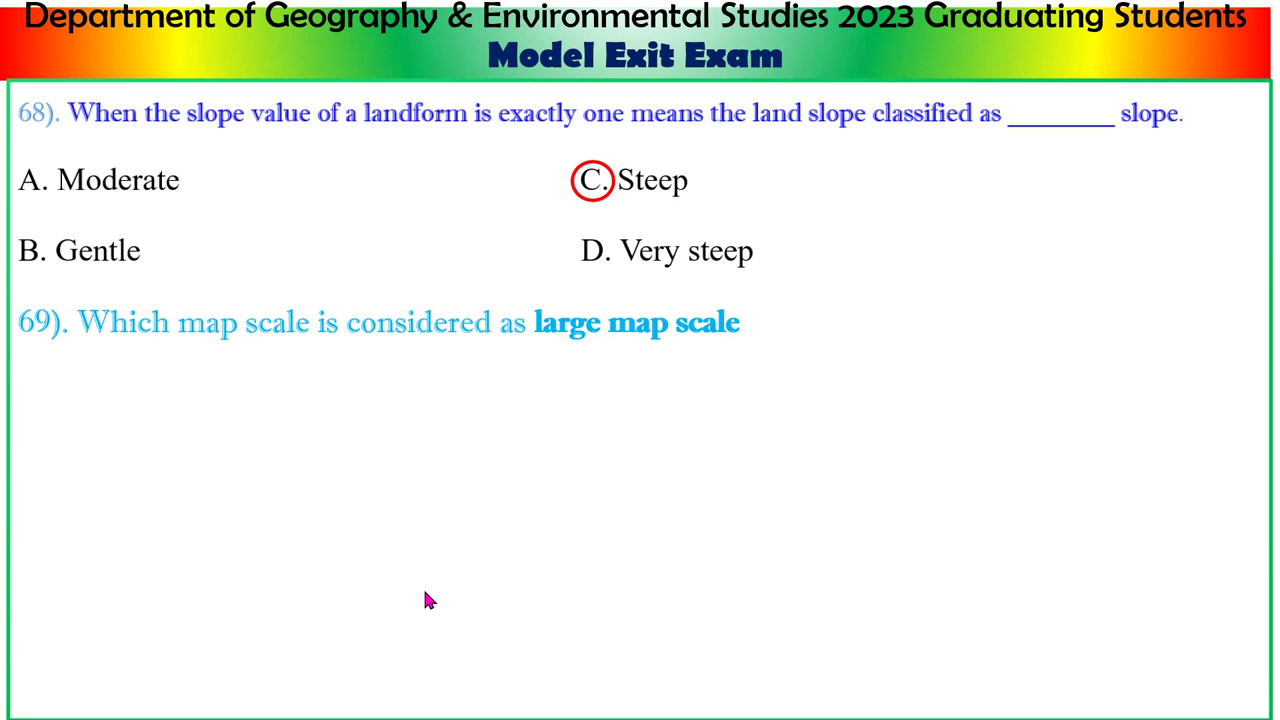 Department of Geography & Environmental Studies 2023 Graduating Students
Model Exit Exam
68). When the slope value of a landform is exactly one means the land slope classified as ________ slope.
A. Moderate
C. Steep
B. Gentle
D. Very steep
69). Which map scale is considered as large map scale